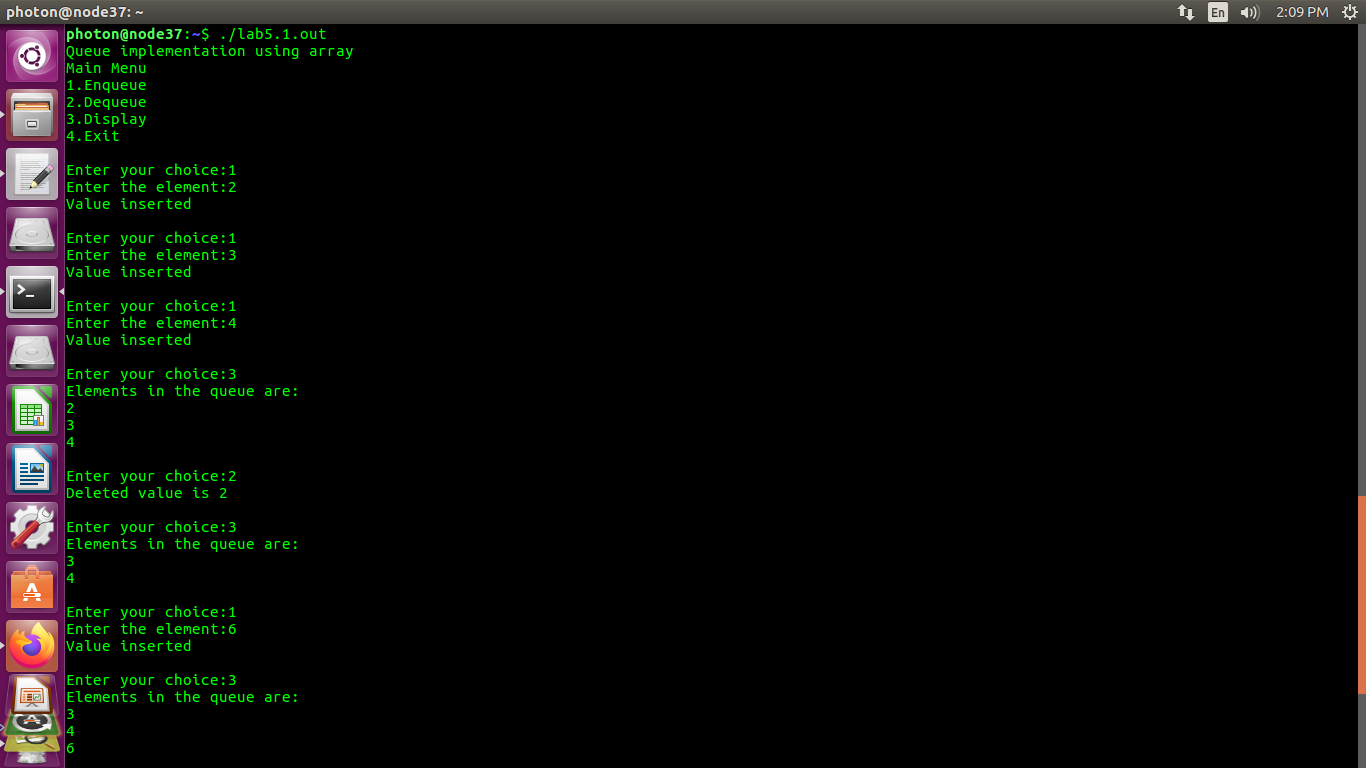 photon@node37: ~
En
2:09 PM
photon@node37:~$ ./lab5.1.out
Queue implementation using array
Main Menu
1.Enqueue
2.Dequeue
3.Display
4.Exit
Enter your choice:1
Enter the element:2
Value inserted
Enter your choice:1
Enter the element:3
Value inserted
Enter your choice:1
Enter the element:4
Value inserted
Enter your choice:3
Elements in the queue are:
2
3
4
Enter your choice:2
Deleted value is 2
Enter your choice:3
Elements in the queue are:
3
4
Enter your choice:1
Enter the element:6
Value inserted
Enter your choice:3
Elements in the queue are:
3
4
6